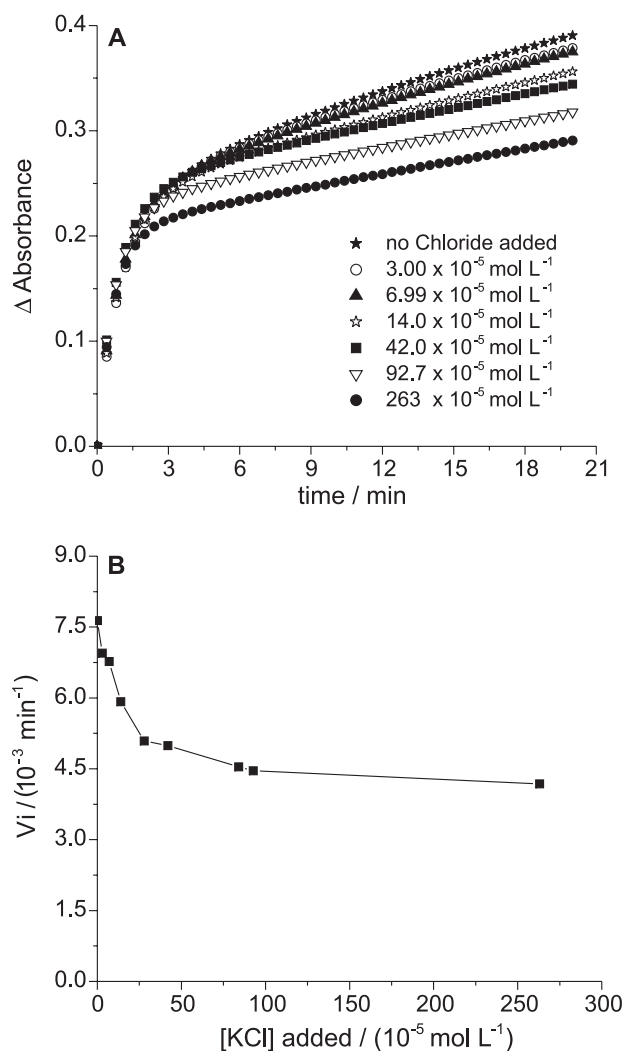 A
Δ Absorbance
0.4
0.3
0.2
0.1
0.0
no Chloride added
3.00 x 10⁻⁵ mol L⁻¹
6.99 x 10⁻⁵ mol L⁻¹
14.0 x 10⁻⁵ mol L⁻¹
42.0 x 10⁻⁵ mol L⁻¹
92.7 x 10⁻⁵ mol L⁻¹
263 x 10⁻⁵ mol L⁻¹
0 3 6 9 12 15 18 21
time / min
B
Vi / (10⁻³ min⁻¹)
9.0
7.5
6.0
4.5
3.0
1.5
0.0
0 50 100 150 200 250 300
[KCl] added / (10⁻⁵ mol L⁻¹)